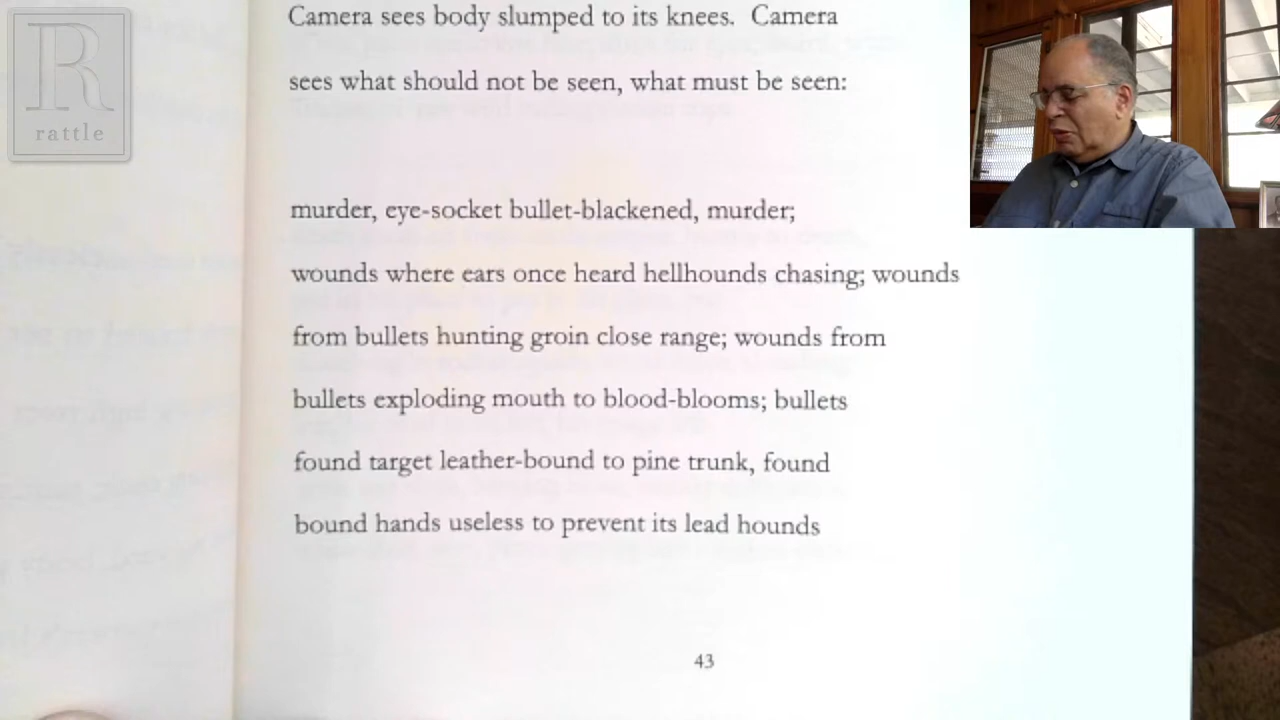 R
rattle
Camera sees body slumped to its knees. Camera
sees what should not be seen, what must be seen:
murder, eye-socket bullet-blackened, murder;
wounds where ears once heard hellhounds chasing; wounds
from bullets hunting groin close range; wounds from
bullets exploding mouth to blood-blooms; bullets
found target leather-bound to pine trunk, found
bound hands useless to prevent its lead hounds
43